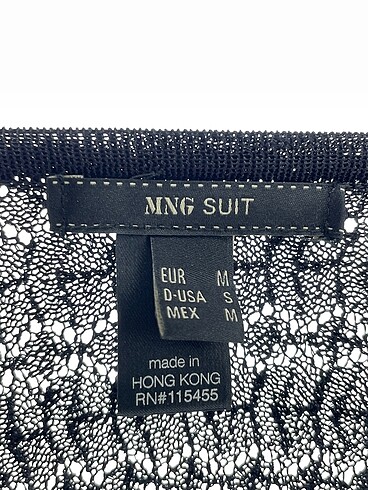 MNG SUIT
EUR M
D-USA S
MEX M
made in
HONG KONG
RN#115455